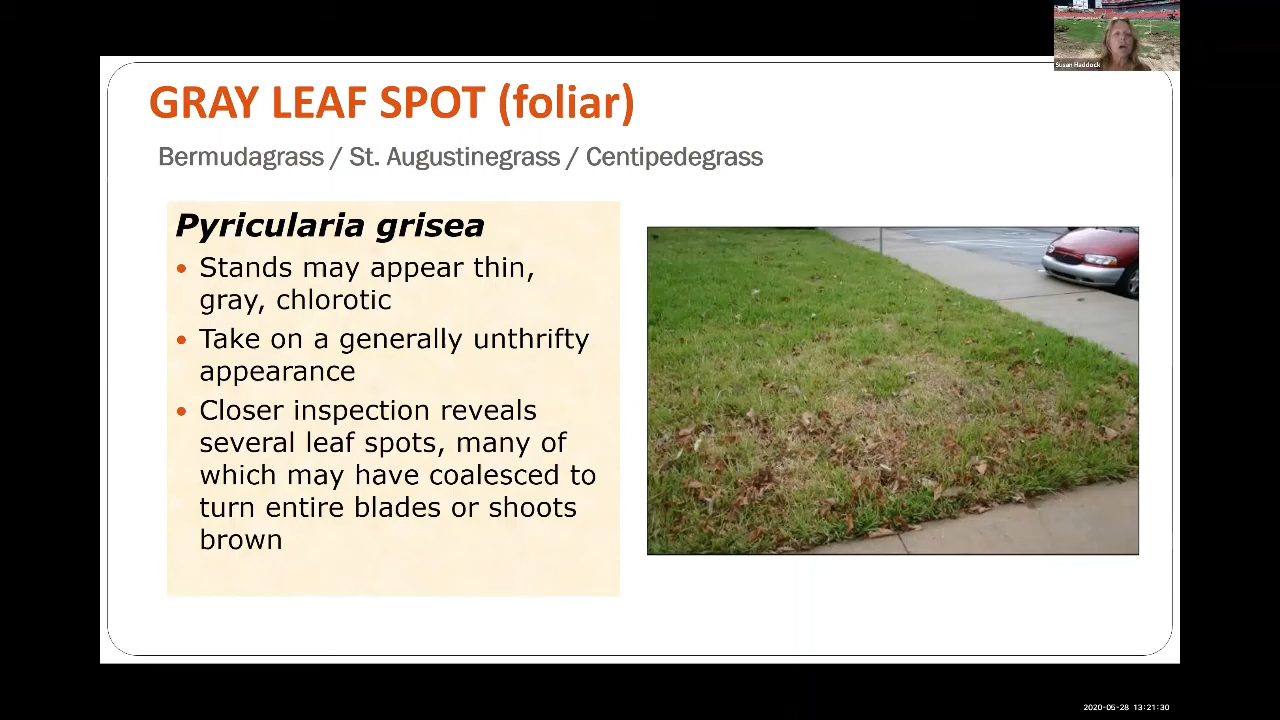 Susan Haddock
GRAY LEAF SPOT (foliar)
Bermudagrass / St. Augustinegrass / Centipedegrass
Pyricularia grisea
• Stands may appear thin,
gray, chlorotic
• Take on a generally unthrifty
appearance
• Closer inspection reveals
several leaf spots, many of
which may have coalesced to
turn entire blades or shoots
brown
2020-05-28 13:21:30